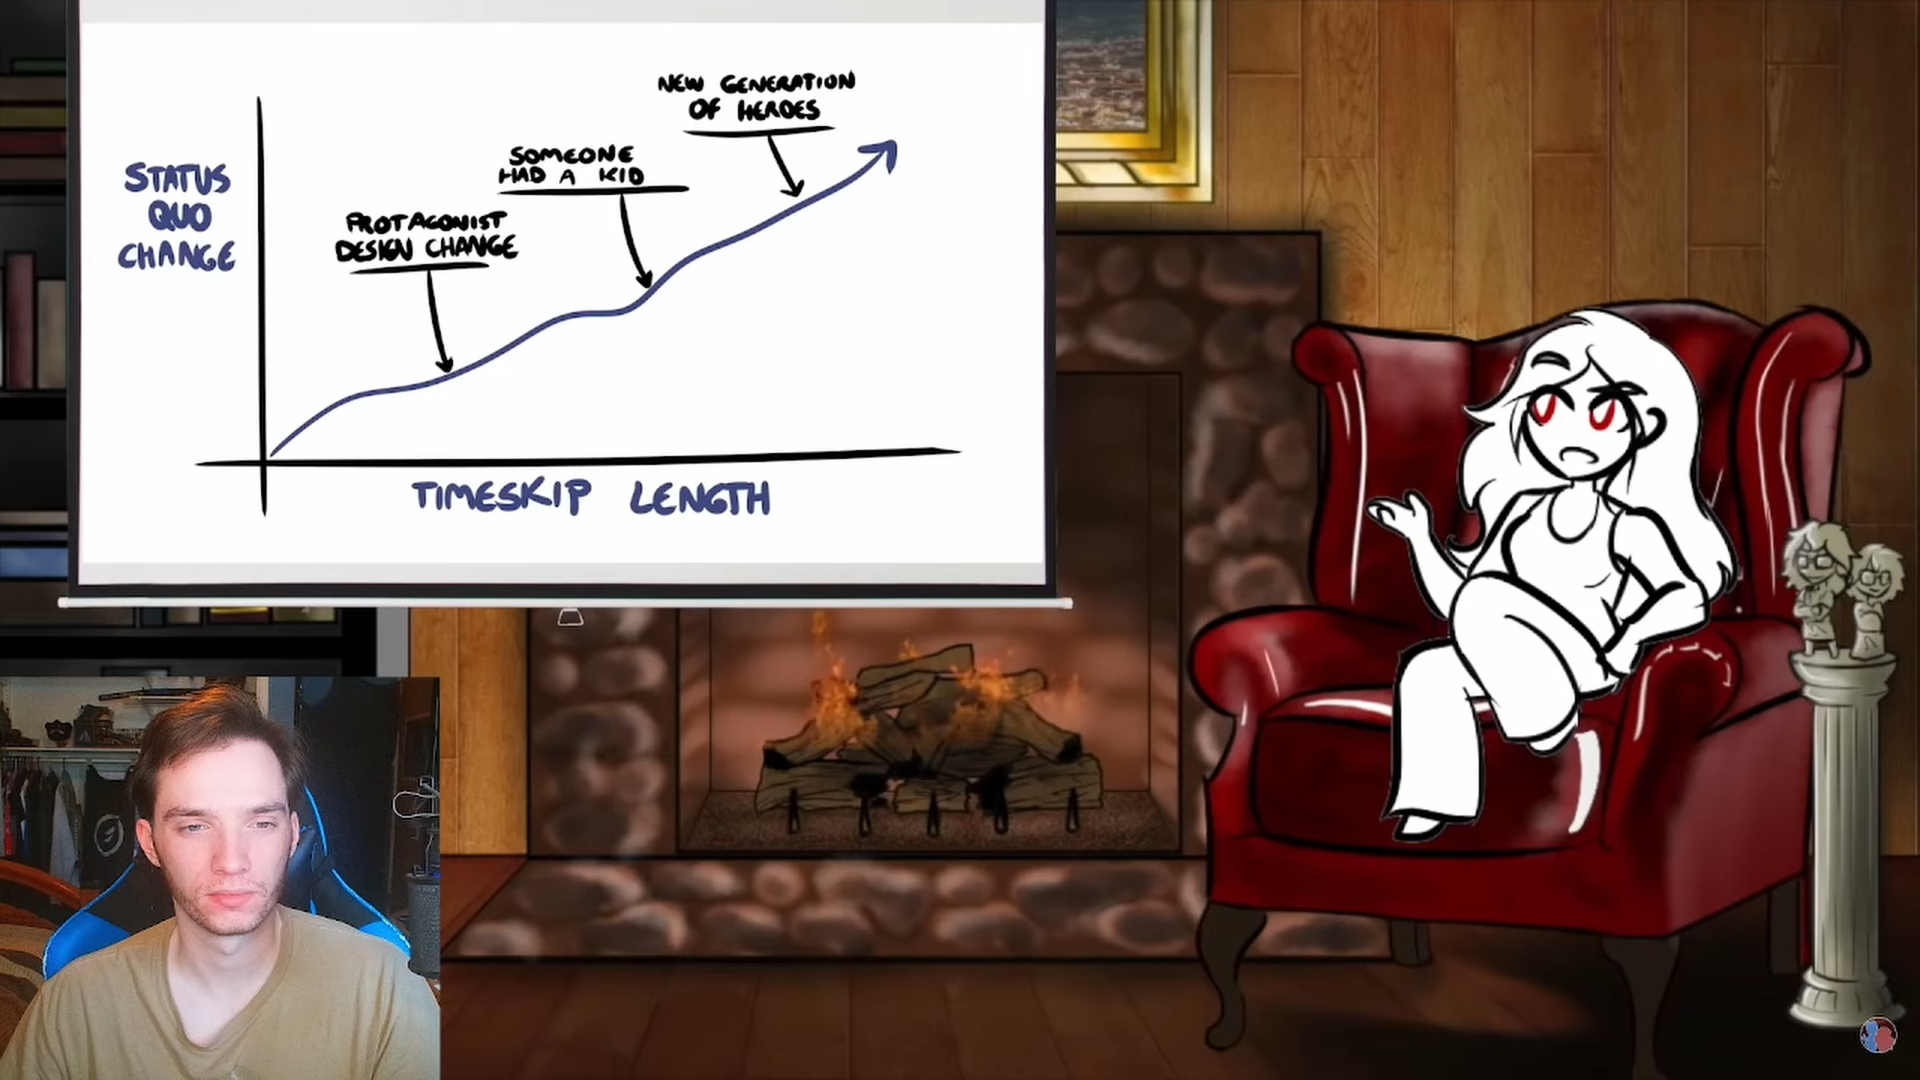 NEW GENERATION
OF HEROES
SOMEONE
HAD A KID
PROTAGONIST
DESIGN CHANGE
STATUS
QUO
CHANGE
TIMESKIP LENGTH